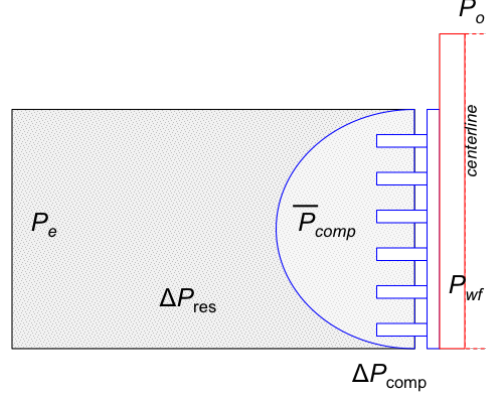 Po
centerline
Pe
P̅comp
Pwf
ΔPres
ΔPcomp